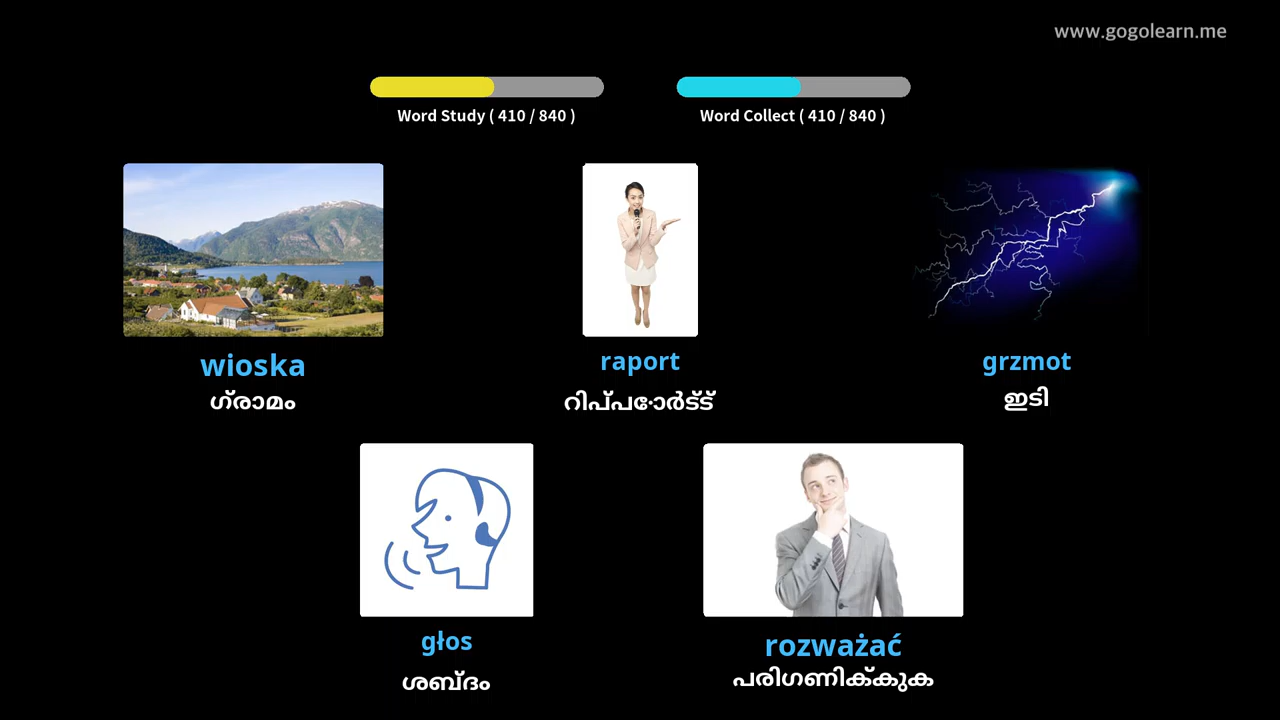 www.gogolearn.me
Word Study ( 410 / 840 )
Word Collect ( 410 / 840 )
wioska
ഗ്രാമം
raport
റിപ്പോർട്ട്
grzmot
ഇടി
głos
ശബ്ദം
rozważać
പരിഗണിക്കുക